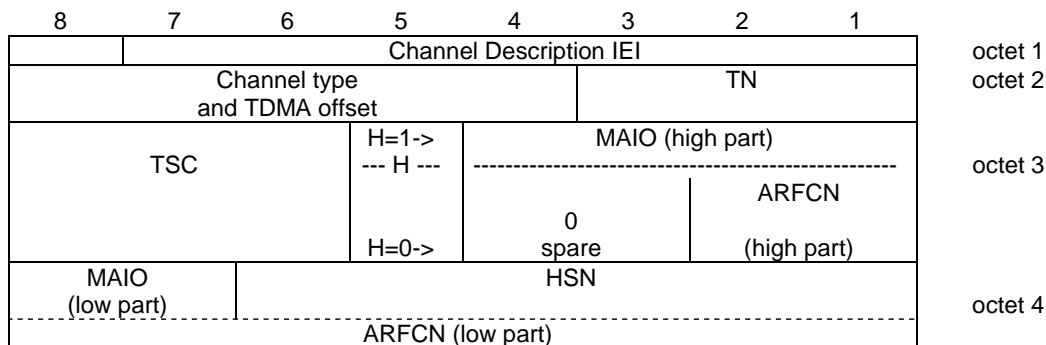 8 7 6 5 4 3 2 1
Channel Description IEI octet 1
Channel type TN octet 2
and TDMA offset
H=1-> MAIO (high part)
TSC --- H --- ----------------------------------------------------- octet 3
ARFCN
0
H=0-> spare (high part)
MAIO HSN
(low part) octet 4
ARFCN (low part)